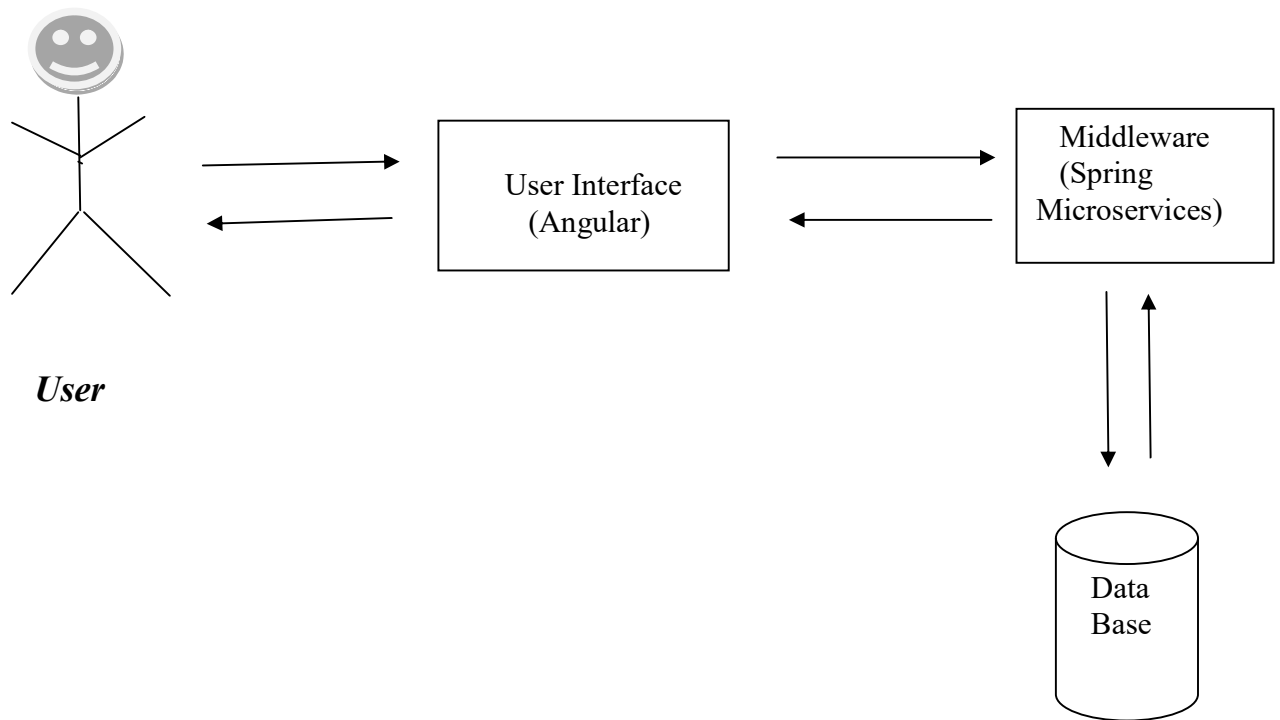 User Interface
(Angular)
Middleware
(Spring
Microservices)
User
Data
Base